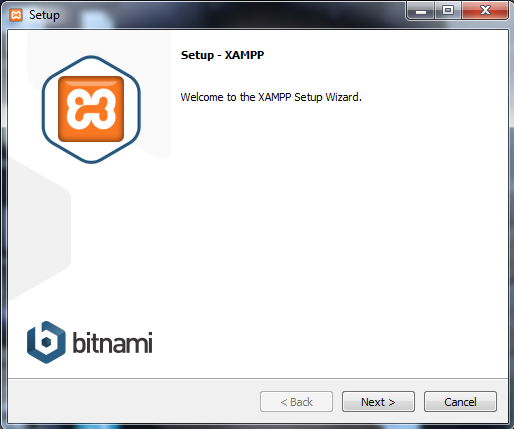 Setup
Setup - XAMPP
Welcome to the XAMPP Setup Wizard.
bitnami
< Back
Next >
Cancel